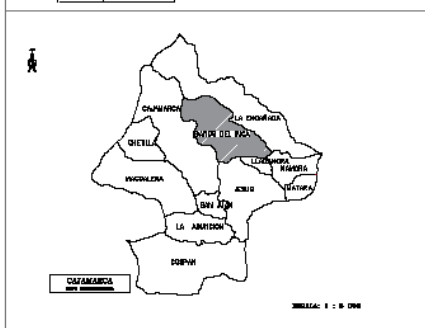 CAJAMARCA
LA ENCAÑADA
BAÑOS DEL INCA
CHETILLA
LLACANORA
NAMORA
MAGDALENA
JESUS
MATARA
SAN JUAN
LA ASUNCION
COSPAN
CAJAMARCA